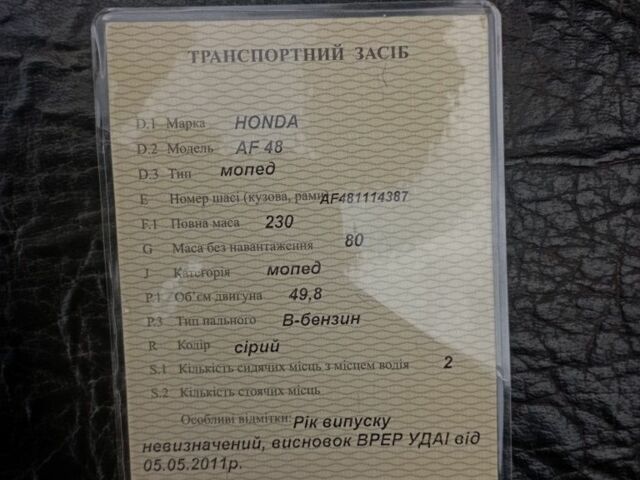 ТРАНСПОРТНИЙ ЗАСІБ
D.1 Марка HONDA
D.2 Модель AF 48
D.3 Тип мопед
E Номер шасі (кузова, рами) AF481114387
F.1 Повна маса 230
G Маса без навантаження 80
J Категорія мопед
P.1 Об'єм двигуна 49,8
P.3 Тип пального В-бензин
R Колір сірий
S.1 Кількість сидячих місць з місцем водія 2
S.2 Кількість стоячих місць
Особливі відмітки: Рік випуску
невизначений, висновок ВРЕР УДАІ від
05.05.2011р.